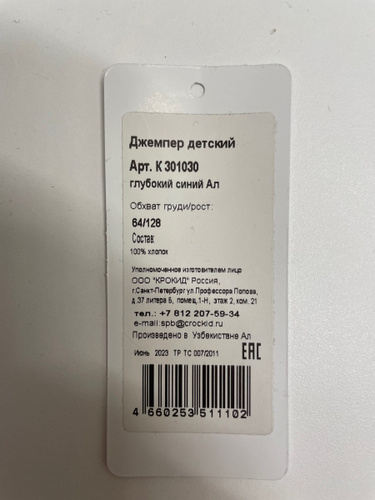 Джемпер детский
Арт. К 301030
глубокий синий Ал
Обхват груди/рост:
64/128
Состав:
100% хлопок
Уполномоченное изготовителем лицо
ООО "КРОКИД" Россия,
г.Санкт-Петербург ул.Профессора Попова,
д 37 литера Б, помещ.1-Н, этаж 2, ком. 21
тел.: +7 812 207-59-34
e-mail:spb@crockid.ru
Произведено в Узбекистане Ал
Июнь 2023 ТР ТС 007/2011 ЕАС
4 660253 511102